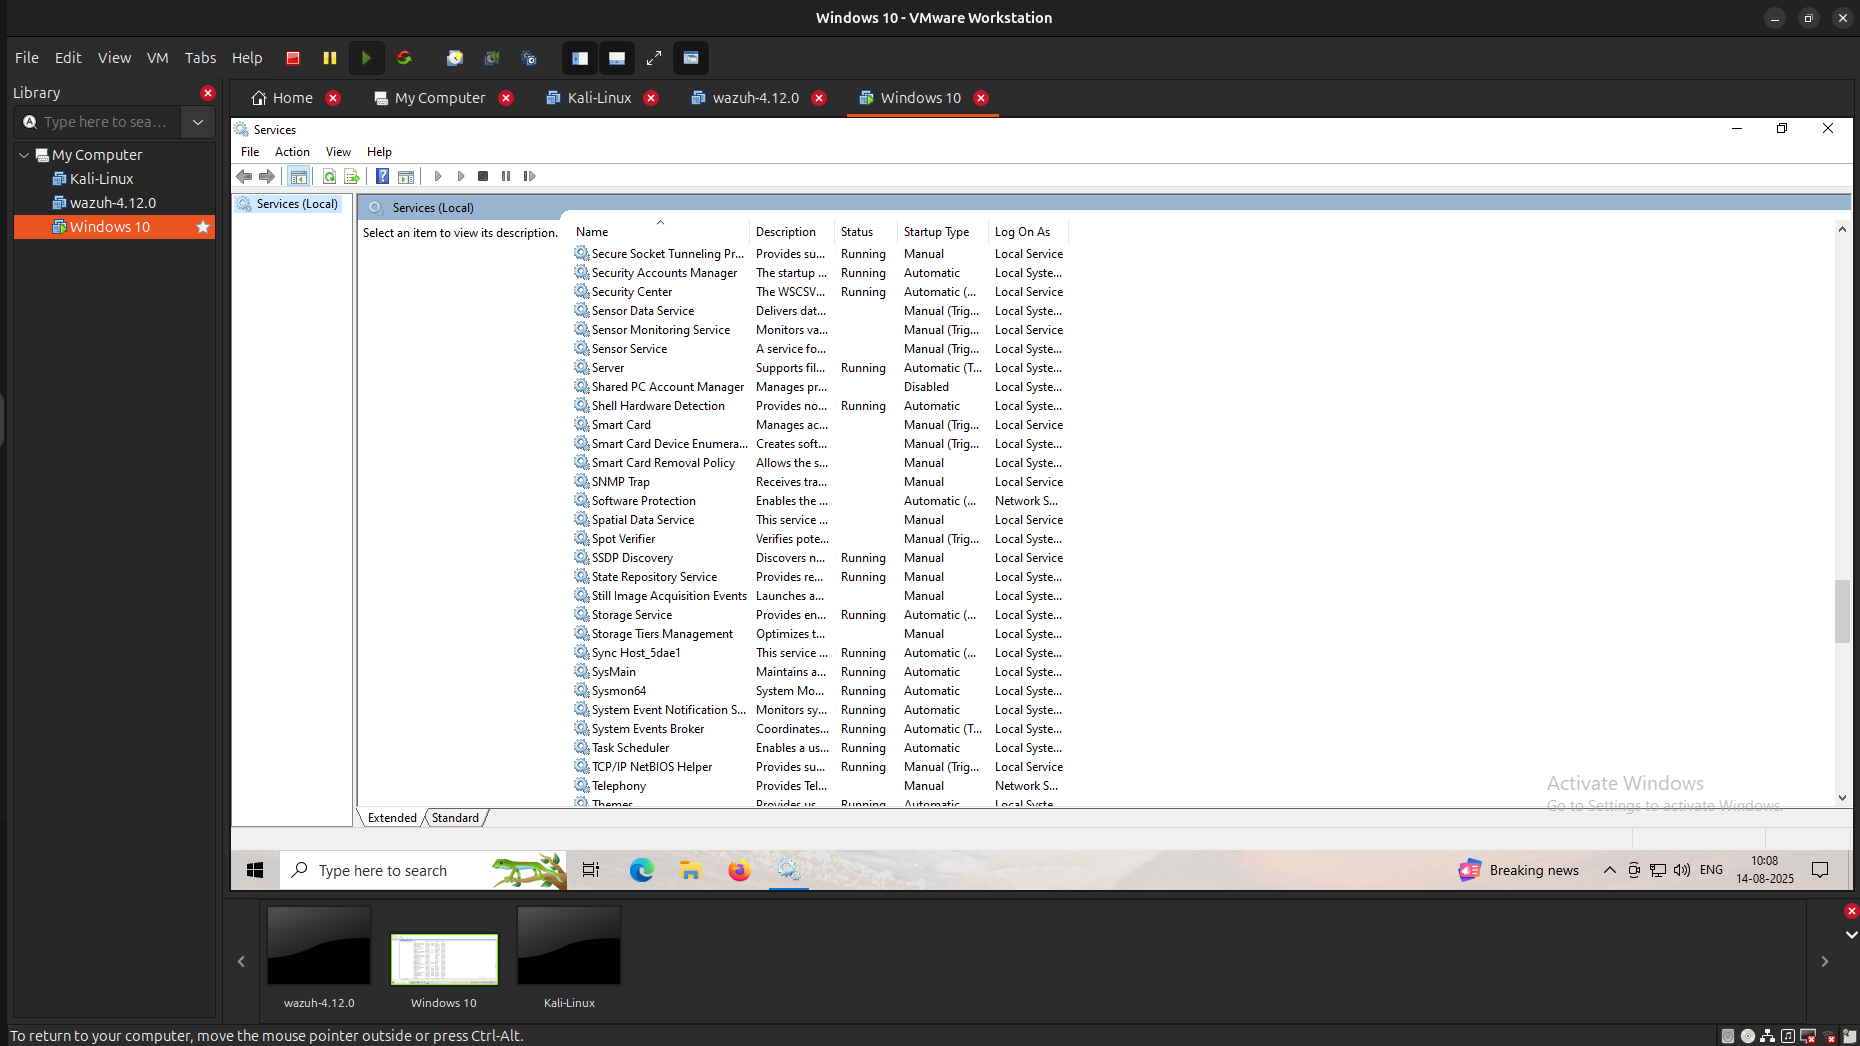 Windows 10 - VMware Workstation
File Edit View VM Tabs Help
Library
Type here to sea...
My Computer
Kali-Linux
wazuh-4.12.0
Windows 10
Home My Computer Kali-Linux wazuh-4.12.0 Windows 10
Services
File Action View Help
Services (Local)
Services (Local)
Select an item to view its description.
Name Description Status Startup Type Log On As
Secure Socket Tunneling Pr... Provides su... Running Manual Local Service
Security Accounts Manager The startup ... Running Automatic Local Syste...
Security Center The WSCSV... Running Automatic (... Local Service
Sensor Data Service Delivers dat... Manual (Trig... Local Syste...
Sensor Monitoring Service Monitors va... Manual (Trig... Local Service
Sensor Service A service fo... Manual (Trig... Local Syste...
Server Supports fil... Running Automatic (T... Local Syste...
Shared PC Account Manager Manages pr... Disabled Local Syste...
Shell Hardware Detection Provides no... Running Automatic Local Syste...
Smart Card Manages ac... Manual (Trig... Local Service
Smart Card Device Enumera... Creates soft... Manual (Trig... Local Syste...
Smart Card Removal Policy Allows the s... Manual Local Syste...
SNMP Trap Receives tra... Manual Local Service
Software Protection Enables the ... Automatic (... Network S...
Spatial Data Service This service ... Manual Local Service
Spot Verifier Verifies pote... Manual (Trig... Local Syste...
SSDP Discovery Discovers n... Running Manual Local Service
State Repository Service Provides re... Running Manual Local Syste...
Still Image Acquisition Events Launches a... Manual Local Syste...
Storage Service Provides en... Running Automatic (... Local Syste...
Storage Tiers Management Optimizes t... Manual Local Syste...
Sync Host_5dae1 This service ... Running Automatic (... Local Syste...
SysMain Maintains a... Running Automatic Local Syste...
Sysmon64 System Mo... Running Automatic Local Syste...
System Event Notification S... Monitors sy... Running Automatic Local Syste...
System Events Broker Coordinates... Running Automatic (T... Local Syste...
Task Scheduler Enables a us... Running Automatic Local Syste...
TCP/IP NetBIOS Helper Provides su... Running Manual (Trig... Local Service
Telephony Provides Tel... Manual Network S...
Themes Provides us... Running Automatic Local Syste...
Activate Windows
Go to Settings to activate Windows.
Extended Standard
Type here to search
Breaking news
ENG
10:08
14-08-2025
wazuh-4.12.0 Windows 10 Kali-Linux
To return to your computer, move the mouse pointer outside or press Ctrl-Alt.